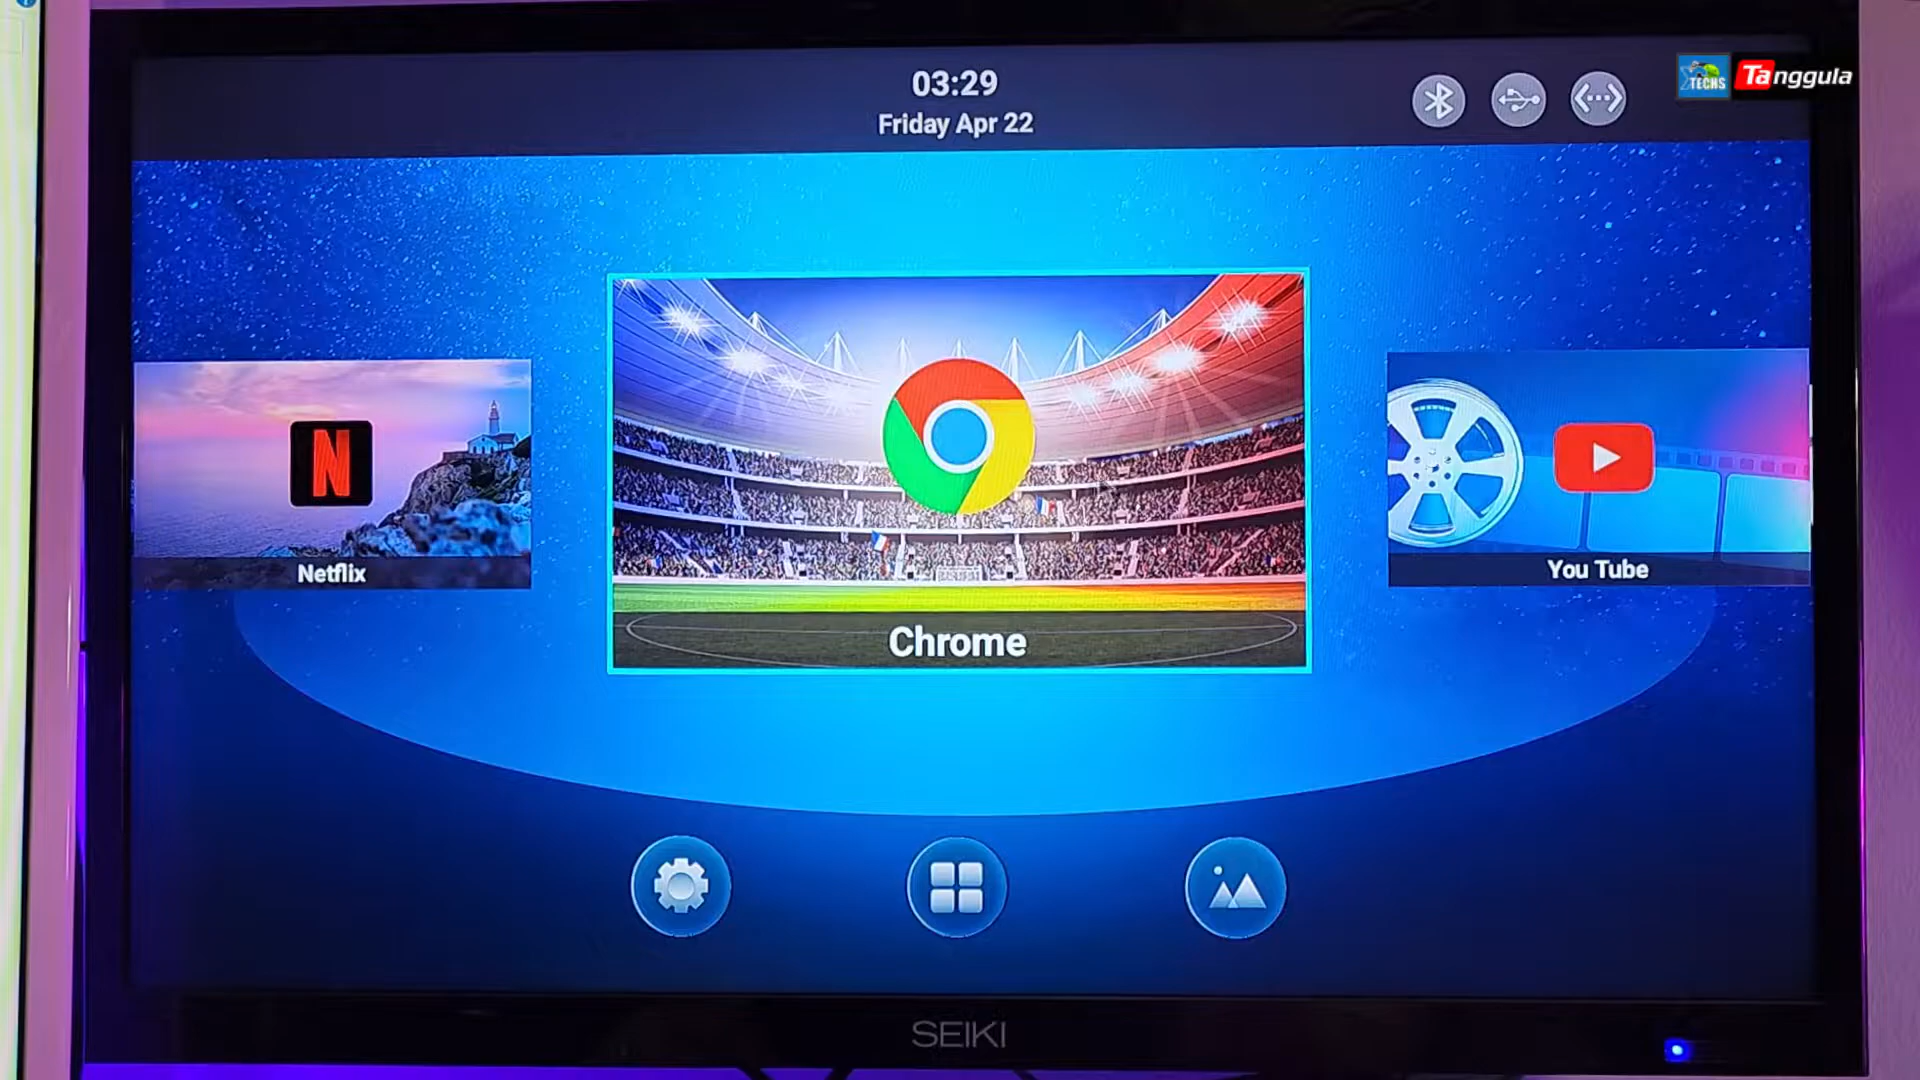 03:29
Friday Apr 22
TECHS
Tanggula
N
Netflix
Chrome
You Tube
SEIKI